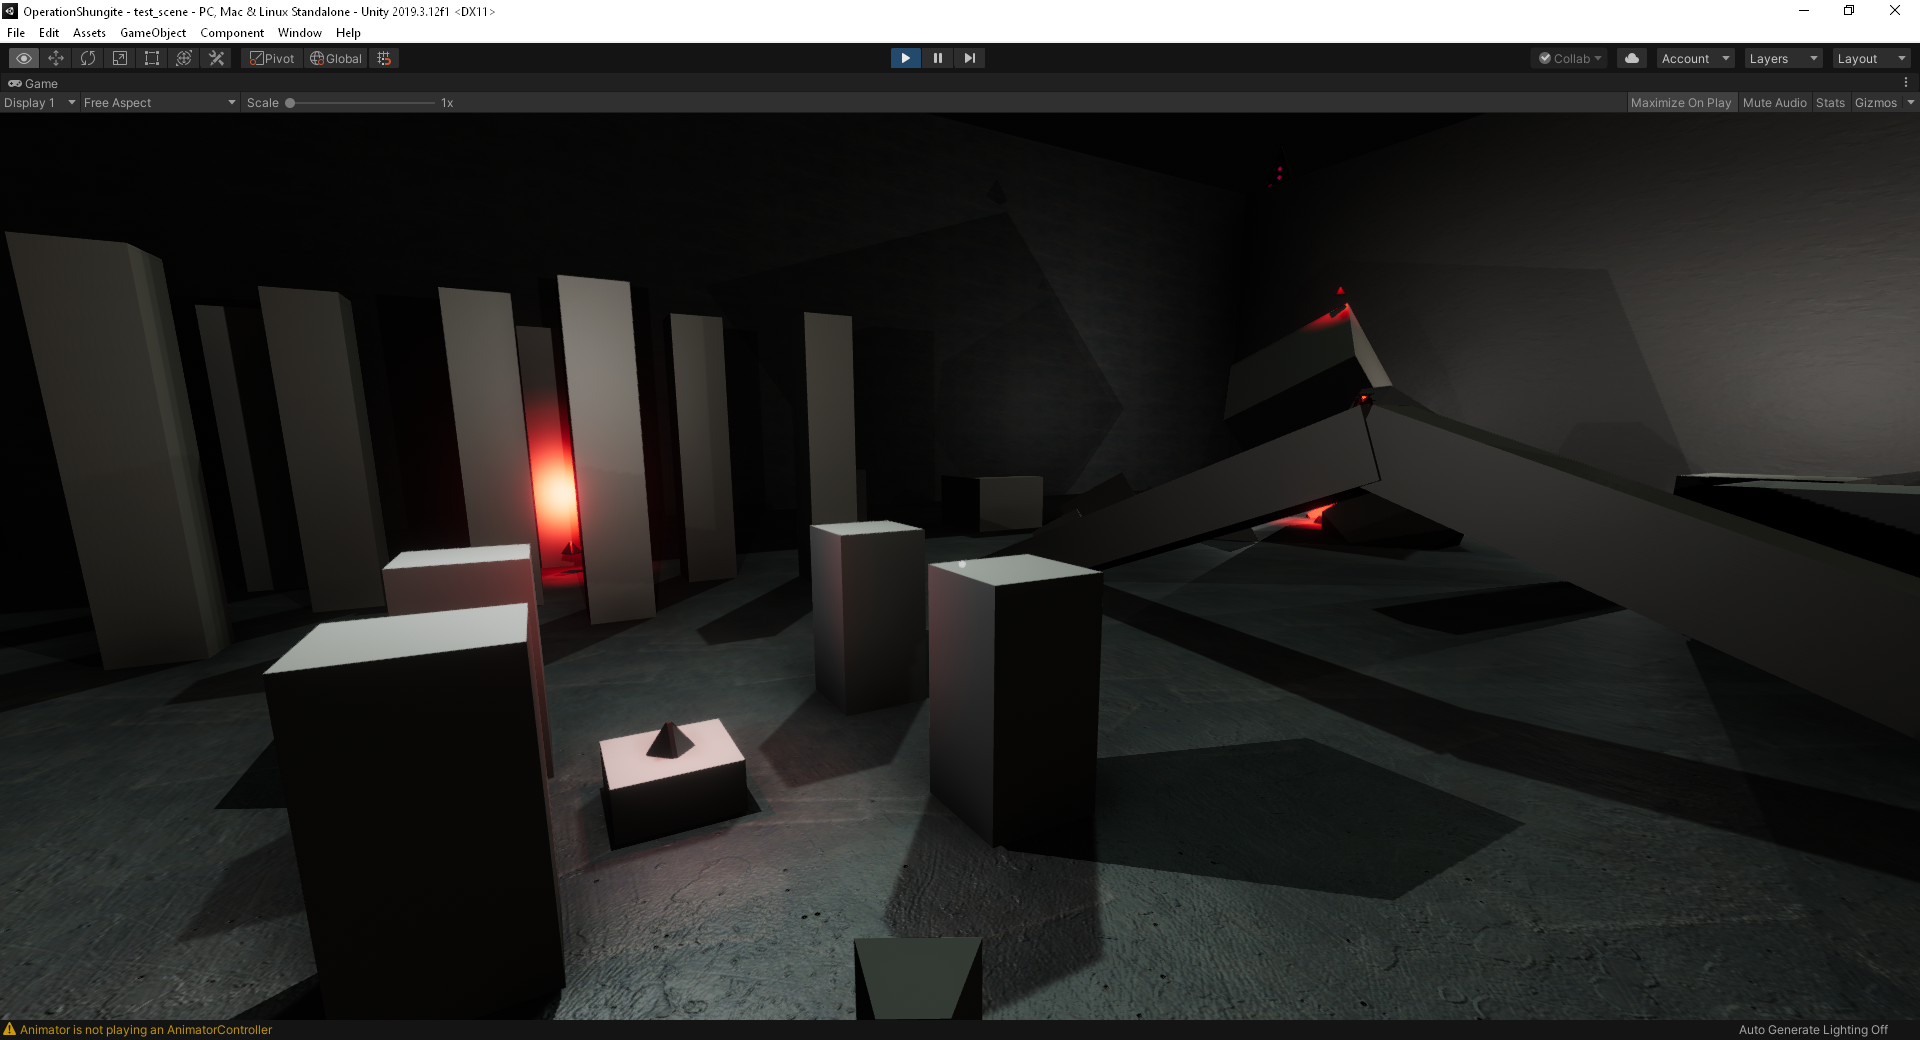 OperationShungite - test_scene - PC, Mac & Linux Standalone - Unity 2019.3.12f1 <DX11>
File Edit Assets GameObject Component Window Help
Pivot Global Collab Account Layers Layout
Game
Display 1 Free Aspect Scale 1x Maximize On Play Mute Audio Stats Gizmos
Animator is not playing an AnimatorController Auto Generate Lighting Off